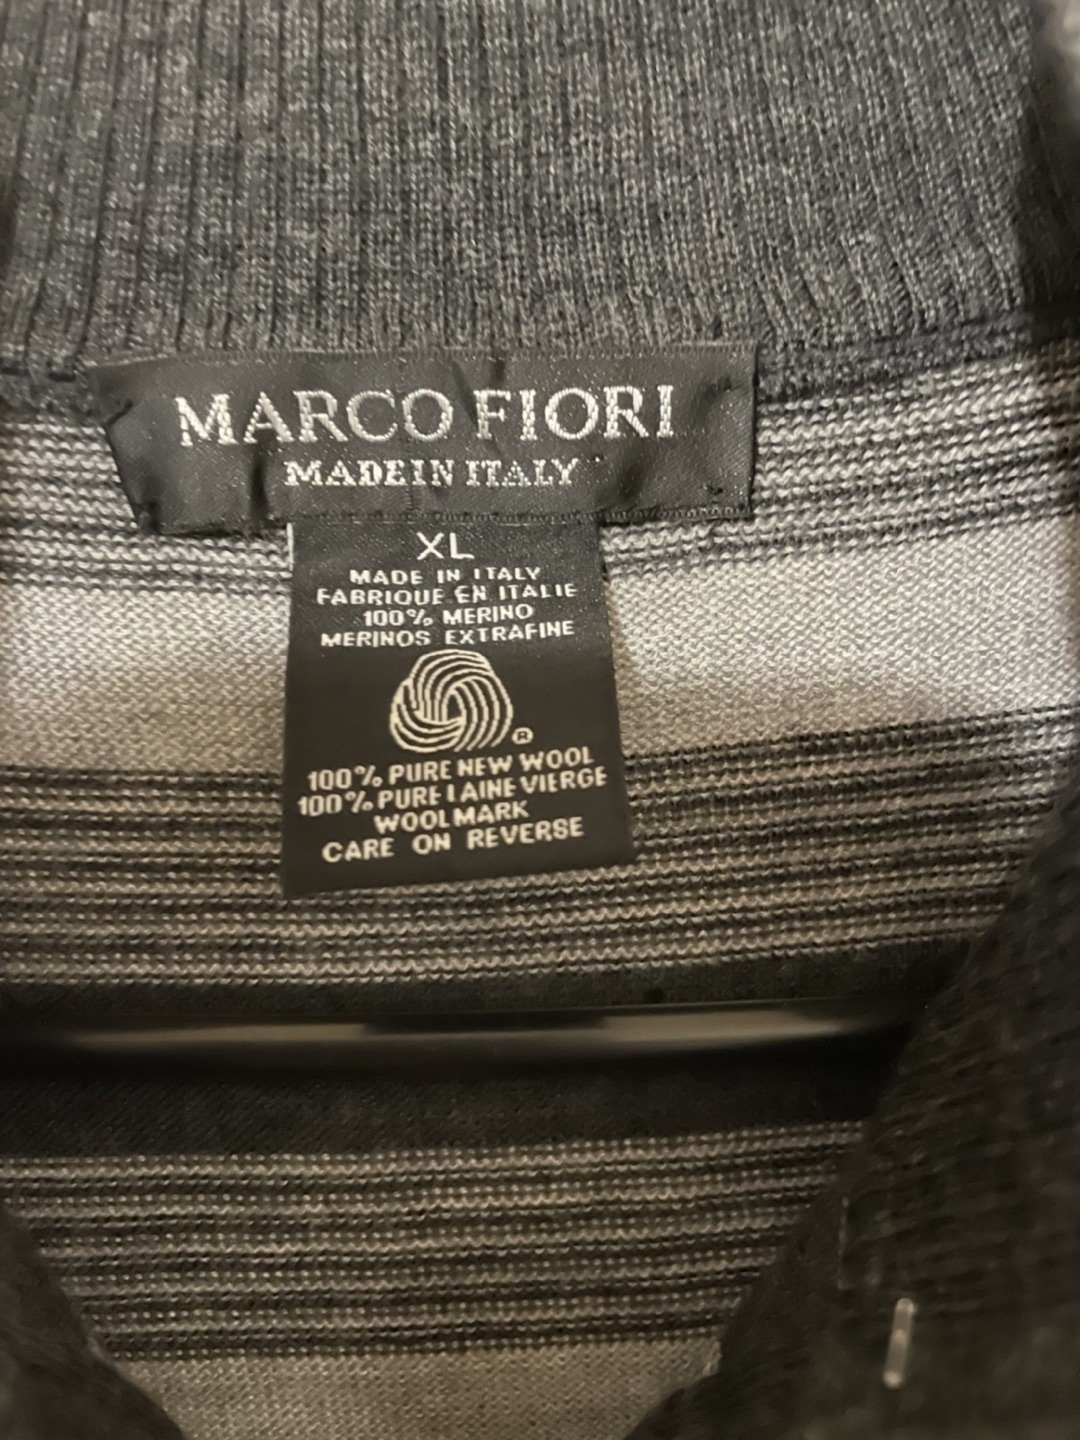 MARCO FIORI
MADE IN ITALY
XL
MADE IN ITALY
FABRIQUE EN ITALIE
100% MERINO
MERINOS EXTRAFINE
®
100% PURE NEW WOOL
100% PURE LAINE VIERGE
WOOLMARK
CARE ON REVERSE